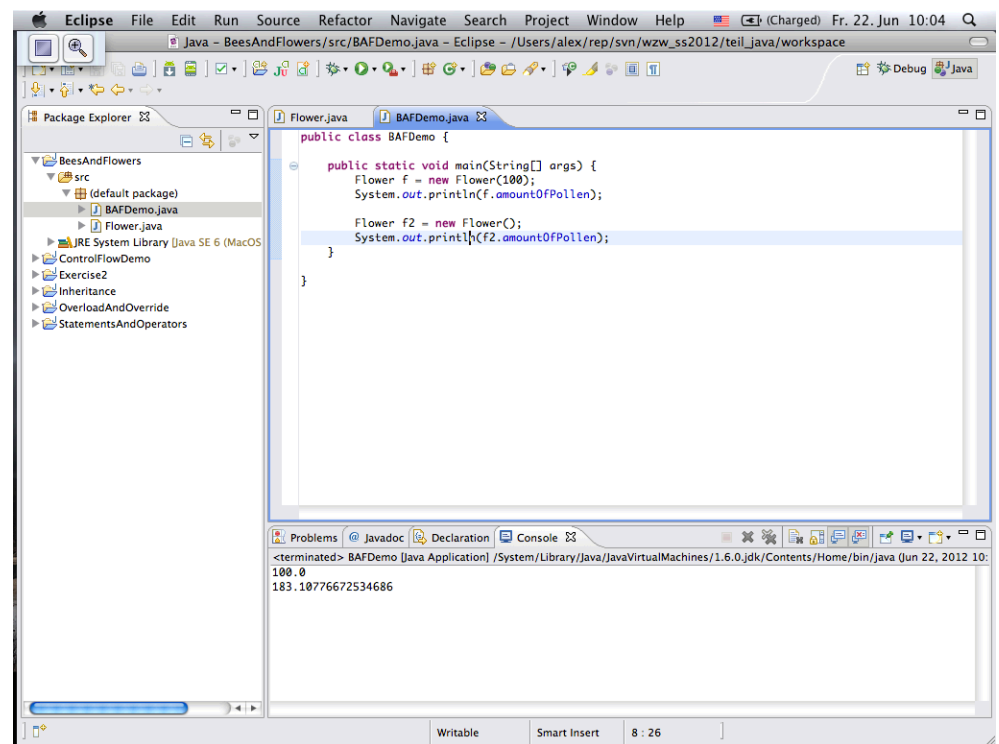 Eclipse File Edit Run Source Refactor Navigate Search Project Window Help (Charged) Fr. 22. Jun 10:04
Java – BeesAndFlowers/src/BAFDemo.java – Eclipse – /Users/alex/rep/svn/wzw_ss2012/teil_java/workspace
Debug Java
Package Explorer
BeesAndFlowers
src
(default package)
BAFDemo.java
Flower.java
JRE System Library [Java SE 6 (MacOS
ControlFlowDemo
Exercise2
Inheritance
OverloadAndOverride
StatementsAndOperators
Flower.java BAFDemo.java
public class BAFDemo {
public static void main(String[] args) {
Flower f = new Flower(100);
System.out.println(f.amountOfPollen);
Flower f2 = new Flower();
System.out.println(f2.amountOfPollen);
}
}
Problems @ Javadoc Declaration Console
<terminated> BAFDemo [Java Application] /System/Library/Java/JavaVirtualMachines/1.6.0.jdk/Contents/Home/bin/java (Jun 22, 2012 10:
100.0
183.10776672534686
Writable Smart Insert 8 : 26